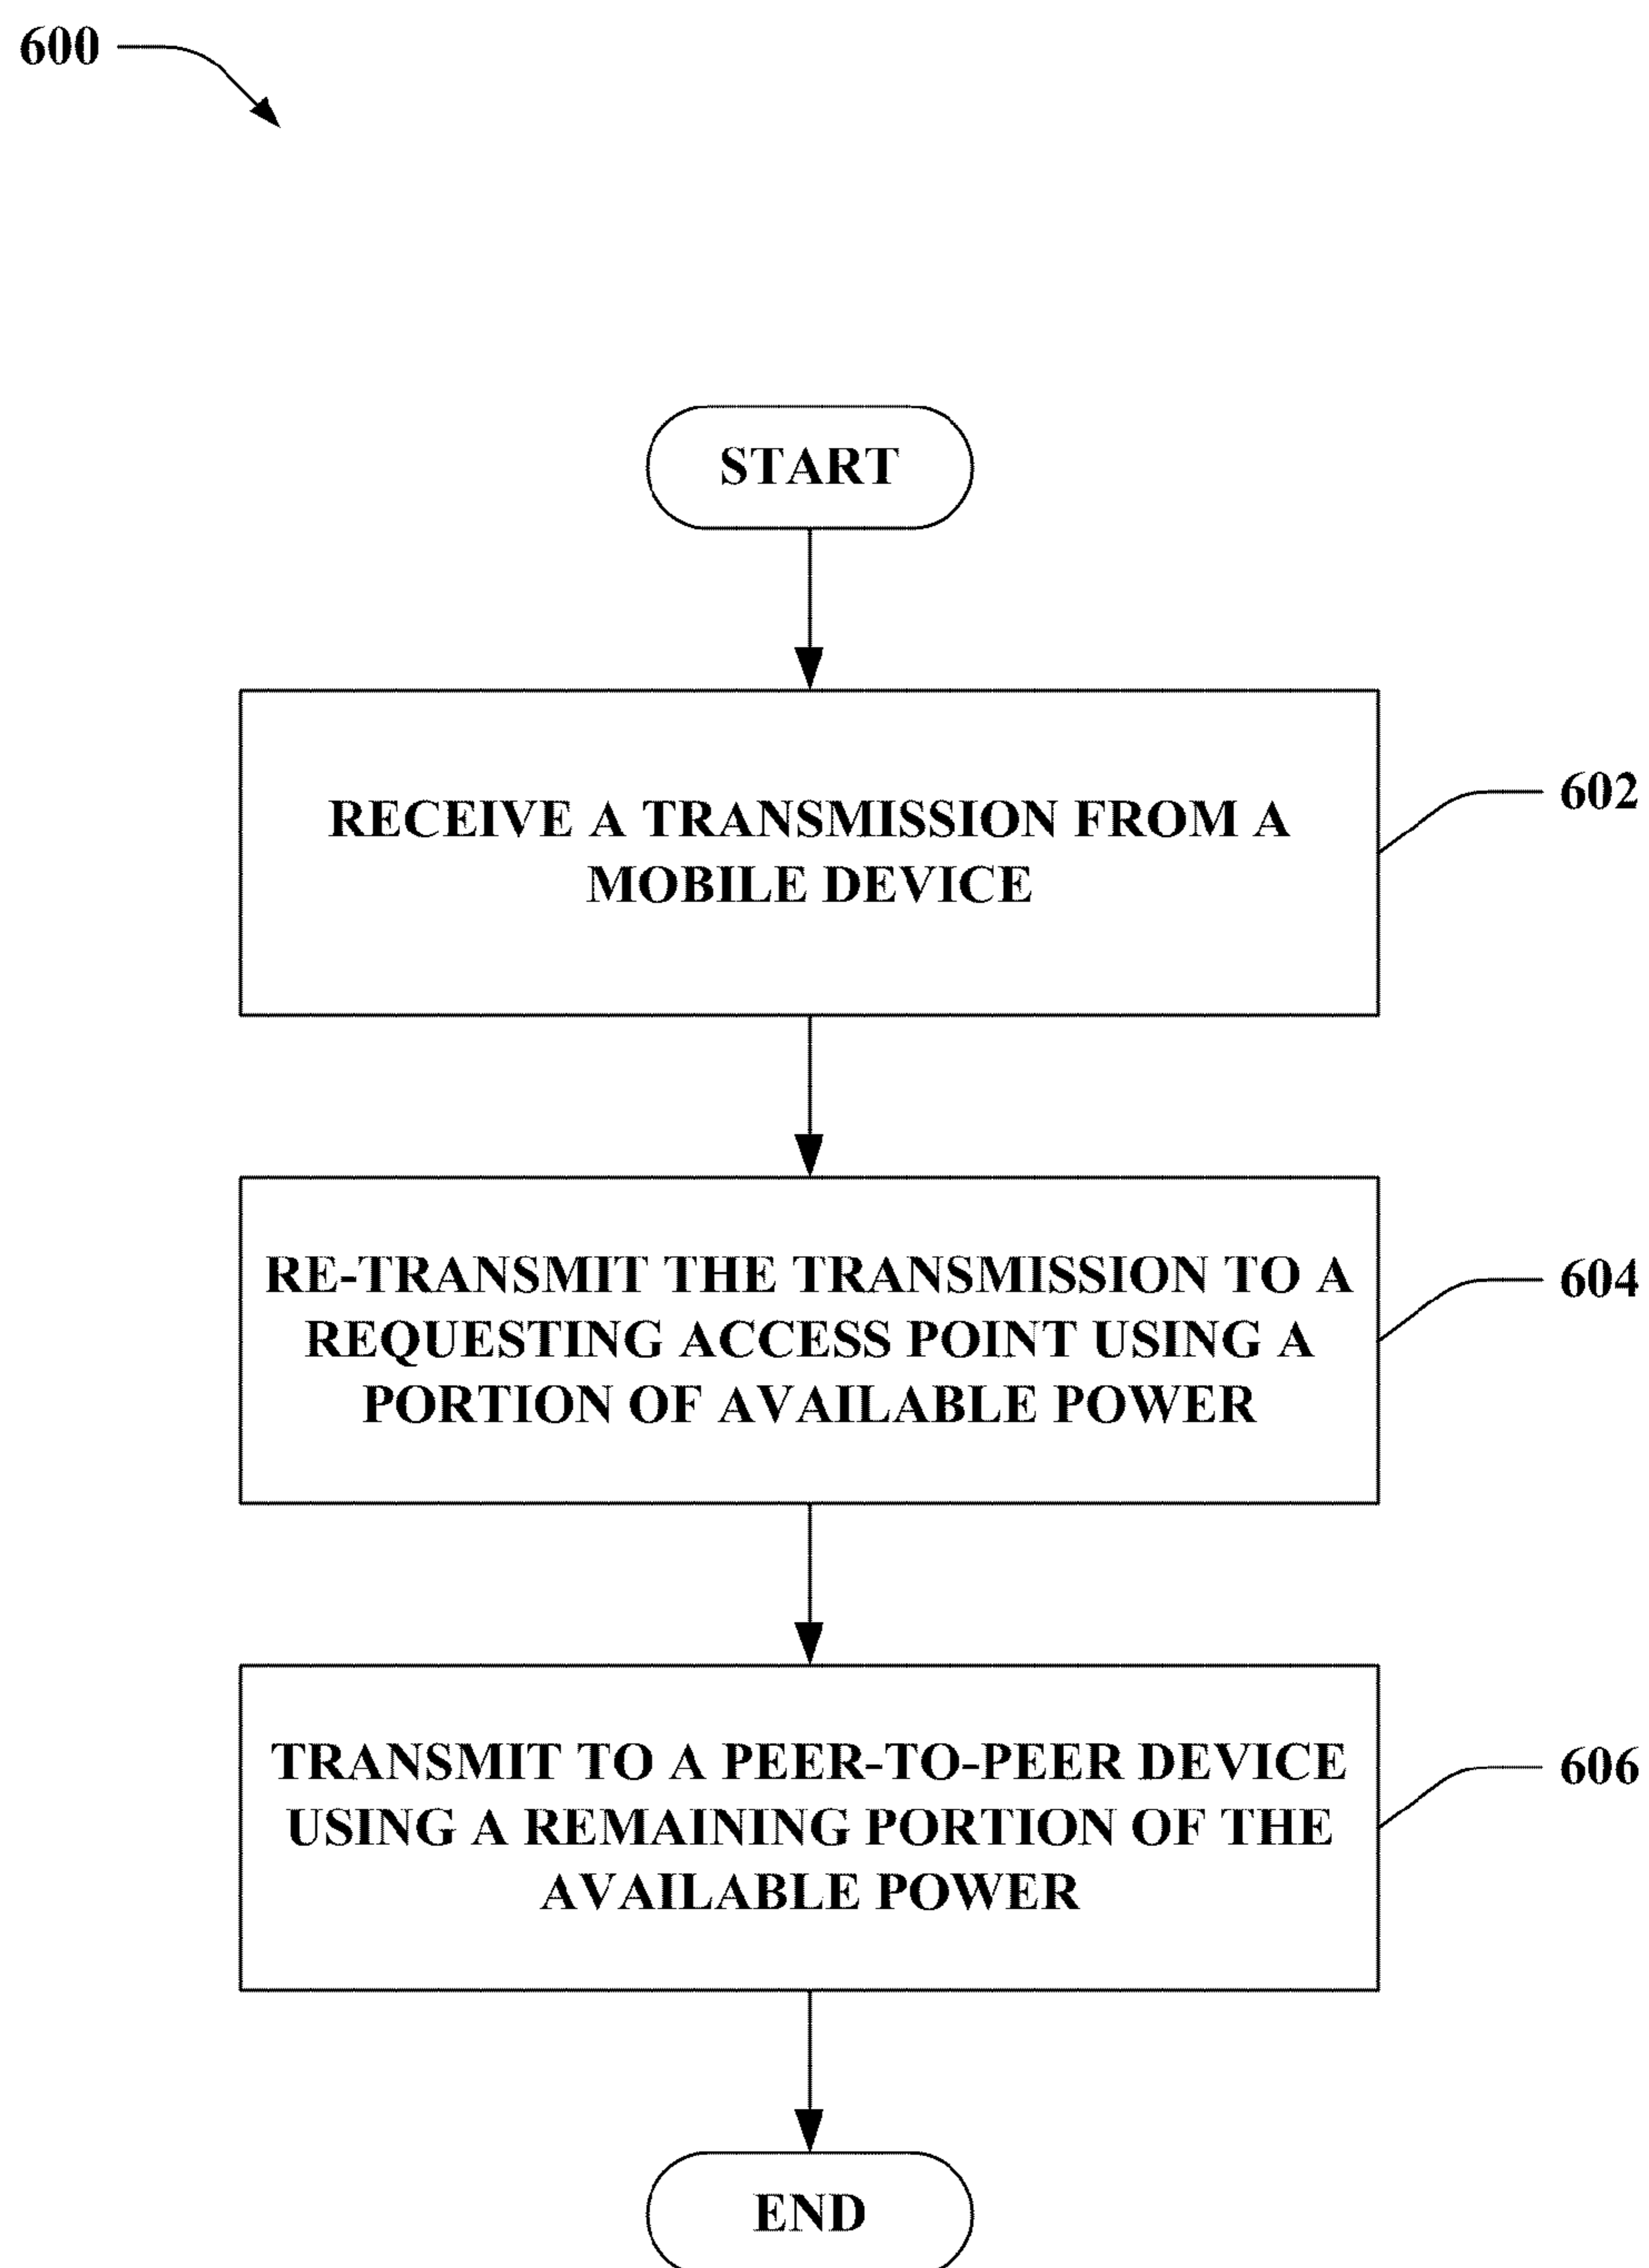 600
START
RECEIVE A TRANSMISSION FROM A
MOBILE DEVICE
602
RE-TRANSMIT THE TRANSMISSION TO A
REQUESTING ACCESS POINT USING A
PORTION OF AVAILABLE POWER
604
TRANSMIT TO A PEER-TO-PEER DEVICE
USING A REMAINING PORTION OF THE
AVAILABLE POWER
606
END